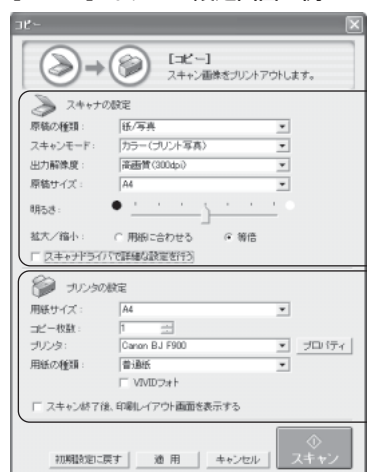 コピー
[コピー]
スキャン画像をプリントアウトします。
スキャナの設定
原稿の種類： 紙/写真
スキャンモード： カラー(プリント写真)
出力解像度： 高画質(300dpi)
原稿サイズ： A4
明るさ：
拡大／縮小： 用紙に合わせる 等倍
スキャナドライバで詳細な設定を行う
プリンタの設定
用紙サイズ： A4
コピー枚数： 1
プリンタ： Canon BJ F900 プロパティ
用紙の種類： 普通紙
VIVIDフォト
スキャン終了後、印刷レイアウト画面を表示する
初期設定に戻す 適 用 キャンセル スキャン